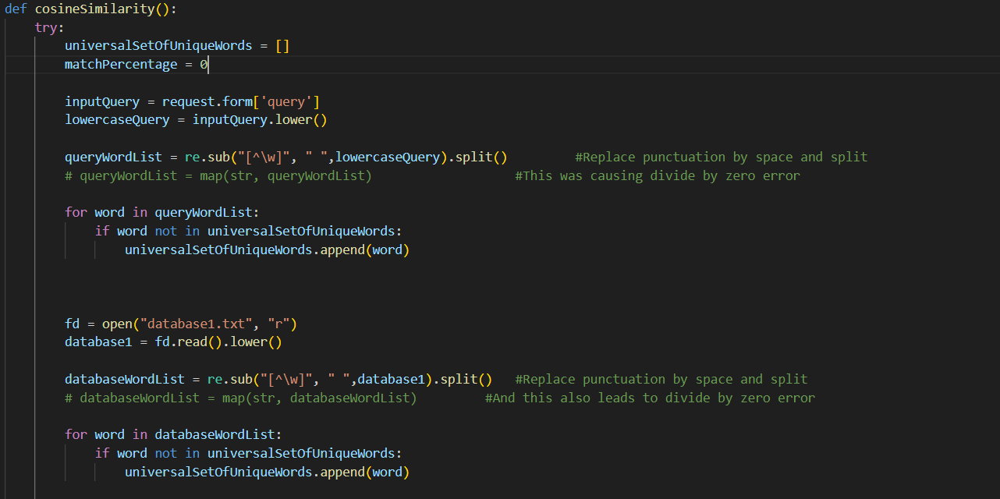 def cosineSimilarity():
    try:
        universalSetOfUniqueWords = []
        matchPercentage = 0

        inputQuery = request.form['query']
        lowercaseQuery = inputQuery.lower()

        queryWordList = re.sub("[^\w]", " ",lowercaseQuery).split()         #Replace punctuation by space and split
        # queryWordList = map(str, queryWordList)                   #This was causing divide by zero error

        for word in queryWordList:
            if word not in universalSetOfUniqueWords:
                universalSetOfUniqueWords.append(word)

        fd = open("database1.txt", "r")
        database1 = fd.read().lower()

        databaseWordList = re.sub("[^\w]", " ",database1).split()   #Replace punctuation by space and split
        # databaseWordList = map(str, databaseWordList)         #And this also leads to divide by zero error

        for word in databaseWordList:
            if word not in universalSetOfUniqueWords:
                universalSetOfUniqueWords.append(word)